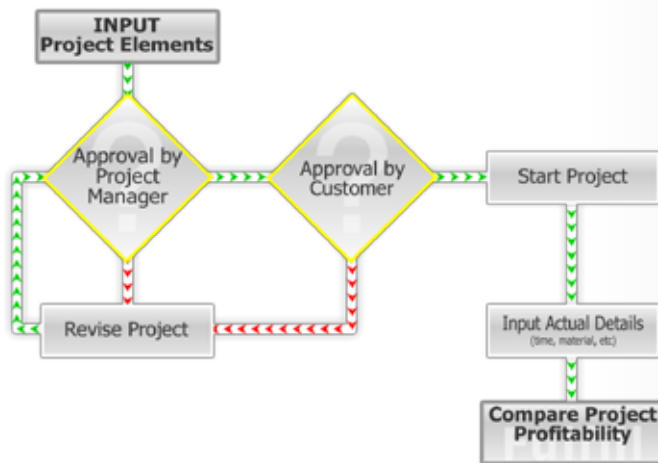 INPUT
Project Elements
Approval by
Project
Manager
Approval by
Customer
Start Project
Revise Project
Input Actual Details
(time, material, etc)
Compare Project
Profitability